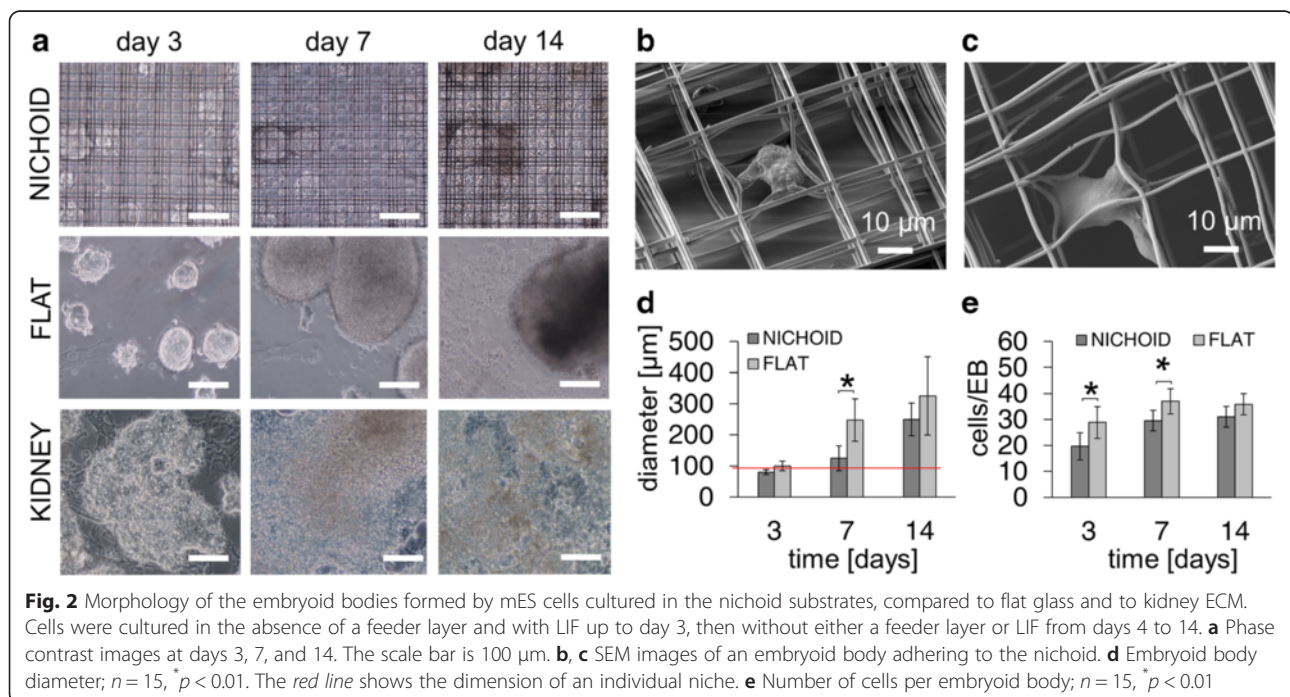 a
day 3 day 7 day 14
NICHOID
FLAT
KIDNEY
b
10 µm
c
10 µm
d
diameter [µm]
500
400
300
200
100
0
NICHOID
FLAT
*
3 7 14
time [days]
e
cells/EB
60
50
40
30
20
10
0
NICHOID FLAT
* *
3 7 14
time [days]
Fig. 2 Morphology of the embryoid bodies formed by mES cells cultured in the nichoid substrates, compared to flat glass and to kidney ECM.
Cells were cultured in the absence of a feeder layer and with LIF up to day 3, then without either a feeder layer or LIF from days 4 to 14. a Phase
contrast images at days 3, 7, and 14. The scale bar is 100 µm. b, c SEM images of an embryoid body adhering to the nichoid. d Embryoid body
diameter; n = 15, *p < 0.01. The red line shows the dimension of an individual niche. e Number of cells per embryoid body; n = 15, *p < 0.01